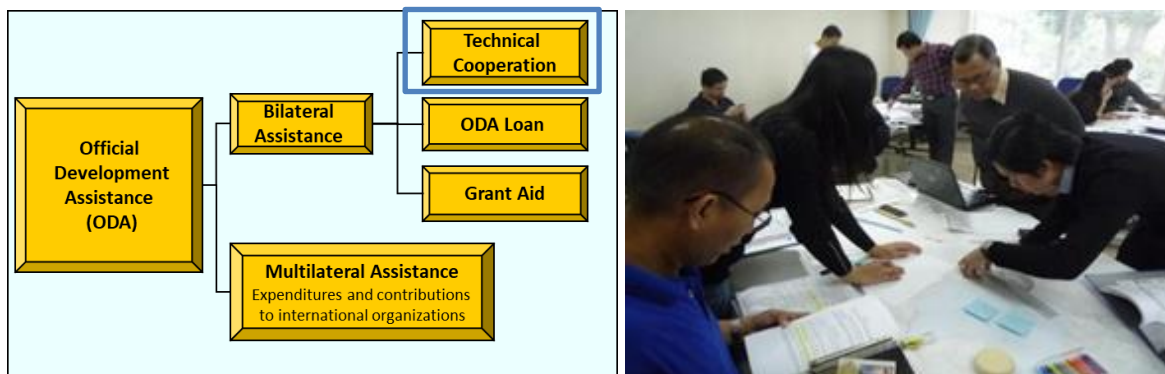 Technical
Cooperation
Official
Development
Assistance
(ODA)
Bilateral
Assistance
ODA Loan
Grant Aid
Multilateral Assistance
Expenditures and contributions
to international organizations